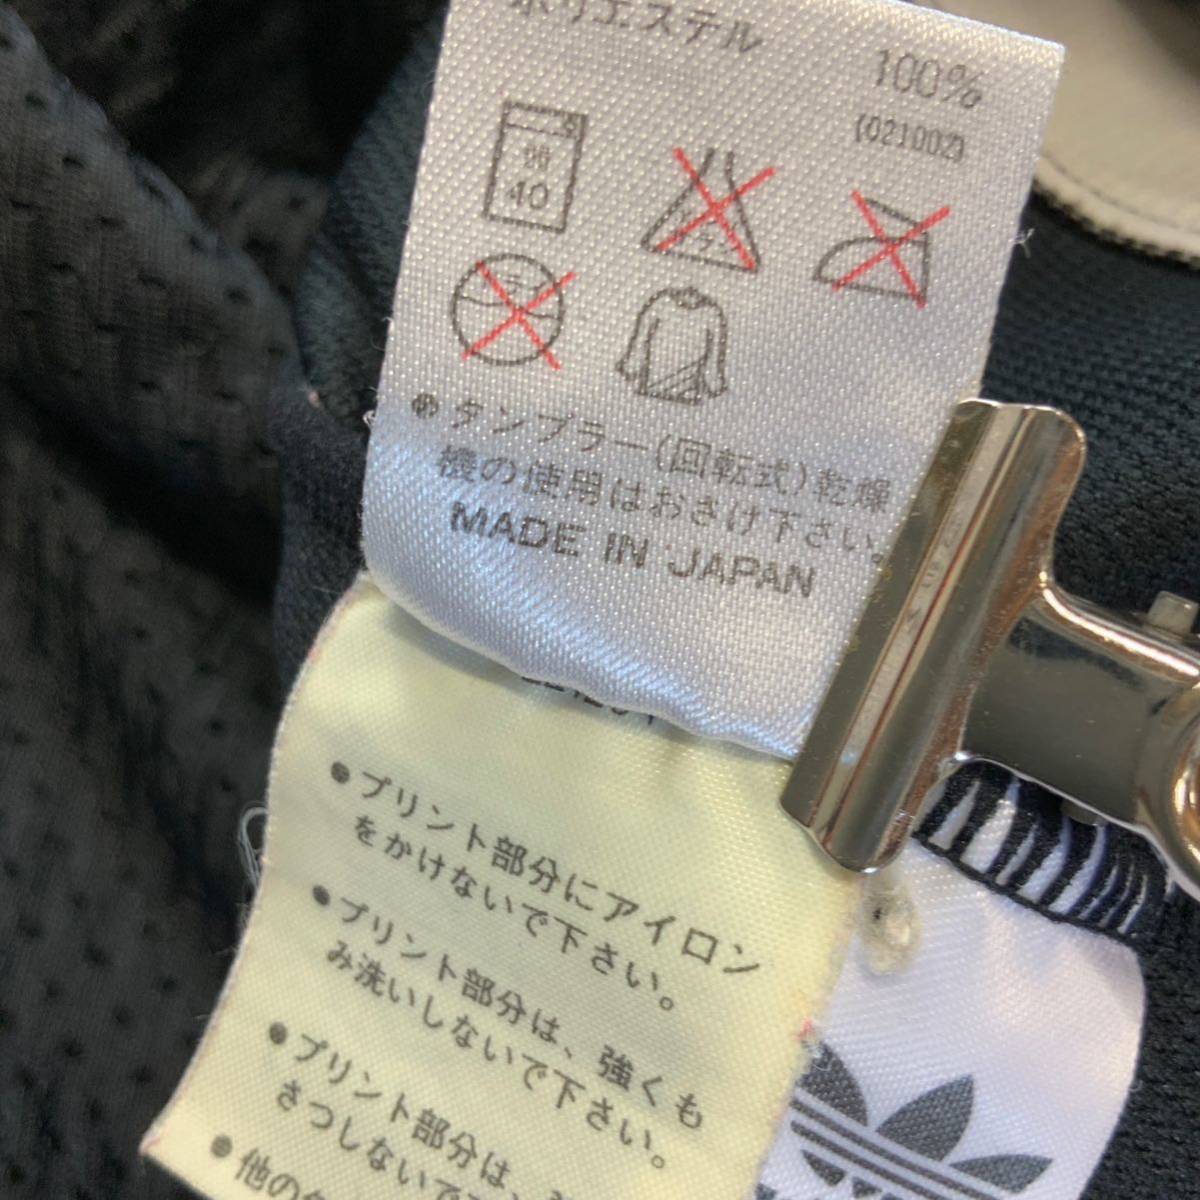 ポリエステル 100%
(021002)
弱
40
● タンブラー(回転式)乾燥
機の使用はおさけ下さい。
MADE IN JAPAN
● プリント部分にアイロン
をかけないで下さい。
● プリント部分は、強くも
み洗いしないで下さい。
● プリント部分は、
さつしないで
● 他の